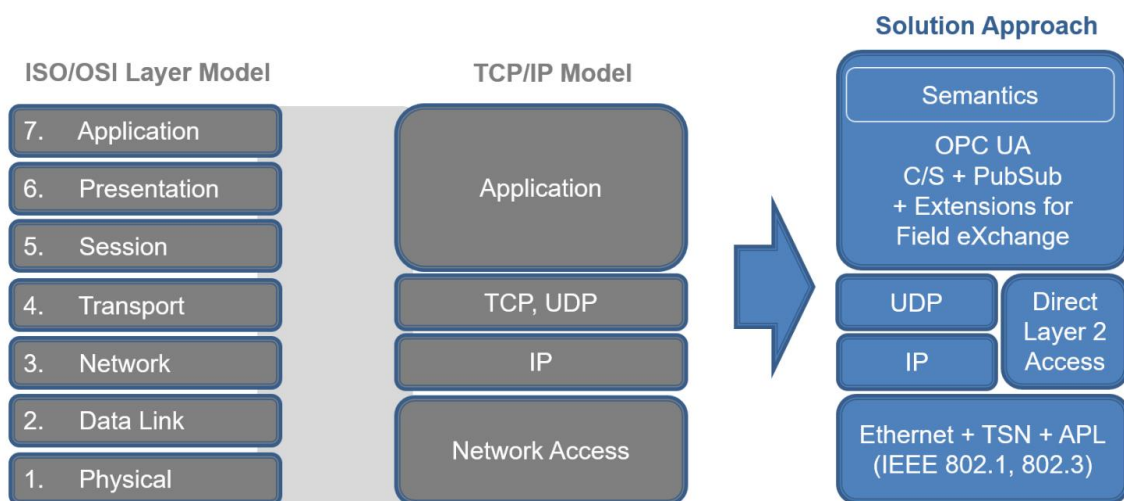 Solution Approach
ISO/OSI Layer Model
TCP/IP Model
7. Application
6. Presentation
5. Session
4. Transport
3. Network
2. Data Link
1. Physical
Application
TCP, UDP
IP
Network Access
Semantics
OPC UA
C/S + PubSub
+ Extensions for
Field eXchange
UDP
IP
Direct
Layer 2
Access
Ethernet + TSN + APL
(IEEE 802.1, 802.3)